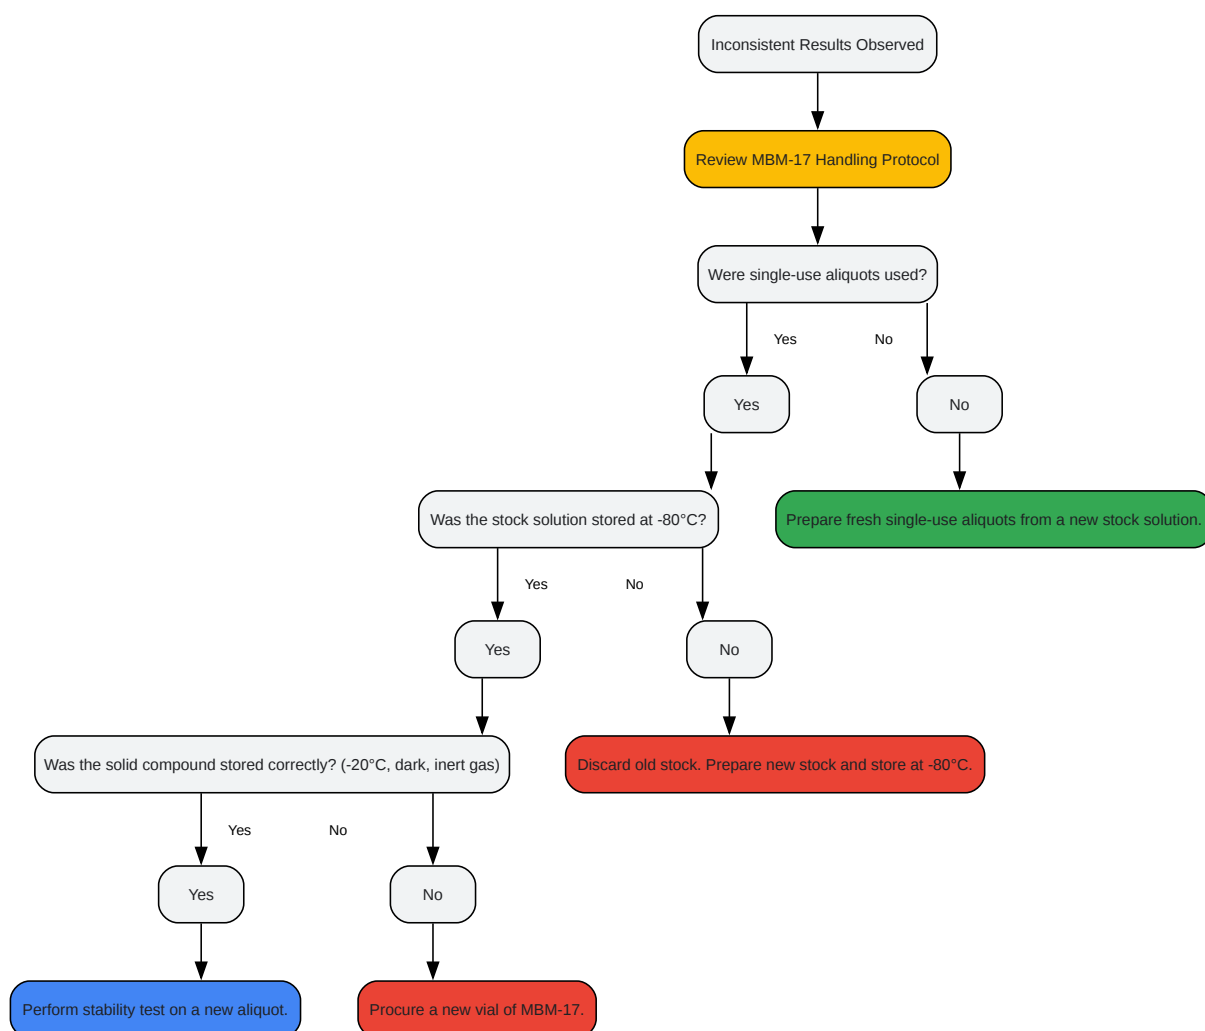 Inconsistent Results Observed
Review MBM-17 Handling Protocol
Were single-use aliquots used?
Yes
No
Yes
No
Was the stock solution stored at -80°C?
Prepare fresh single-use aliquots from a new stock solution.
Yes
No
Yes
No
Was the solid compound stored correctly? (-20°C, dark, inert gas)
Discard old stock. Prepare new stock and store at -80°C.
Yes
No
Yes
No
Perform stability test on a new aliquot.
Procure a new vial of MBM-17.